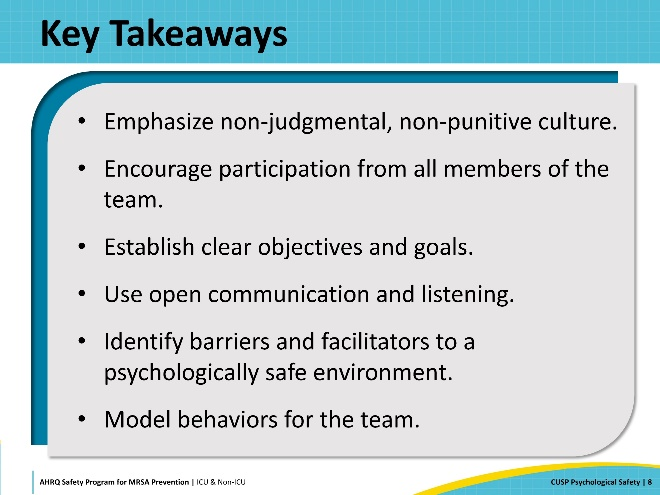 Key Takeaways
• Emphasize non-judgmental, non-punitive culture.
• Encourage participation from all members of the
team.
• Establish clear objectives and goals.
• Use open communication and listening.
• Identify barriers and facilitators to a
psychologically safe environment.
• Model behaviors for the team.
AHRQ Safety Program for MRSA Prevention | ICU & Non-ICU
CUSP Psychological Safety | 8